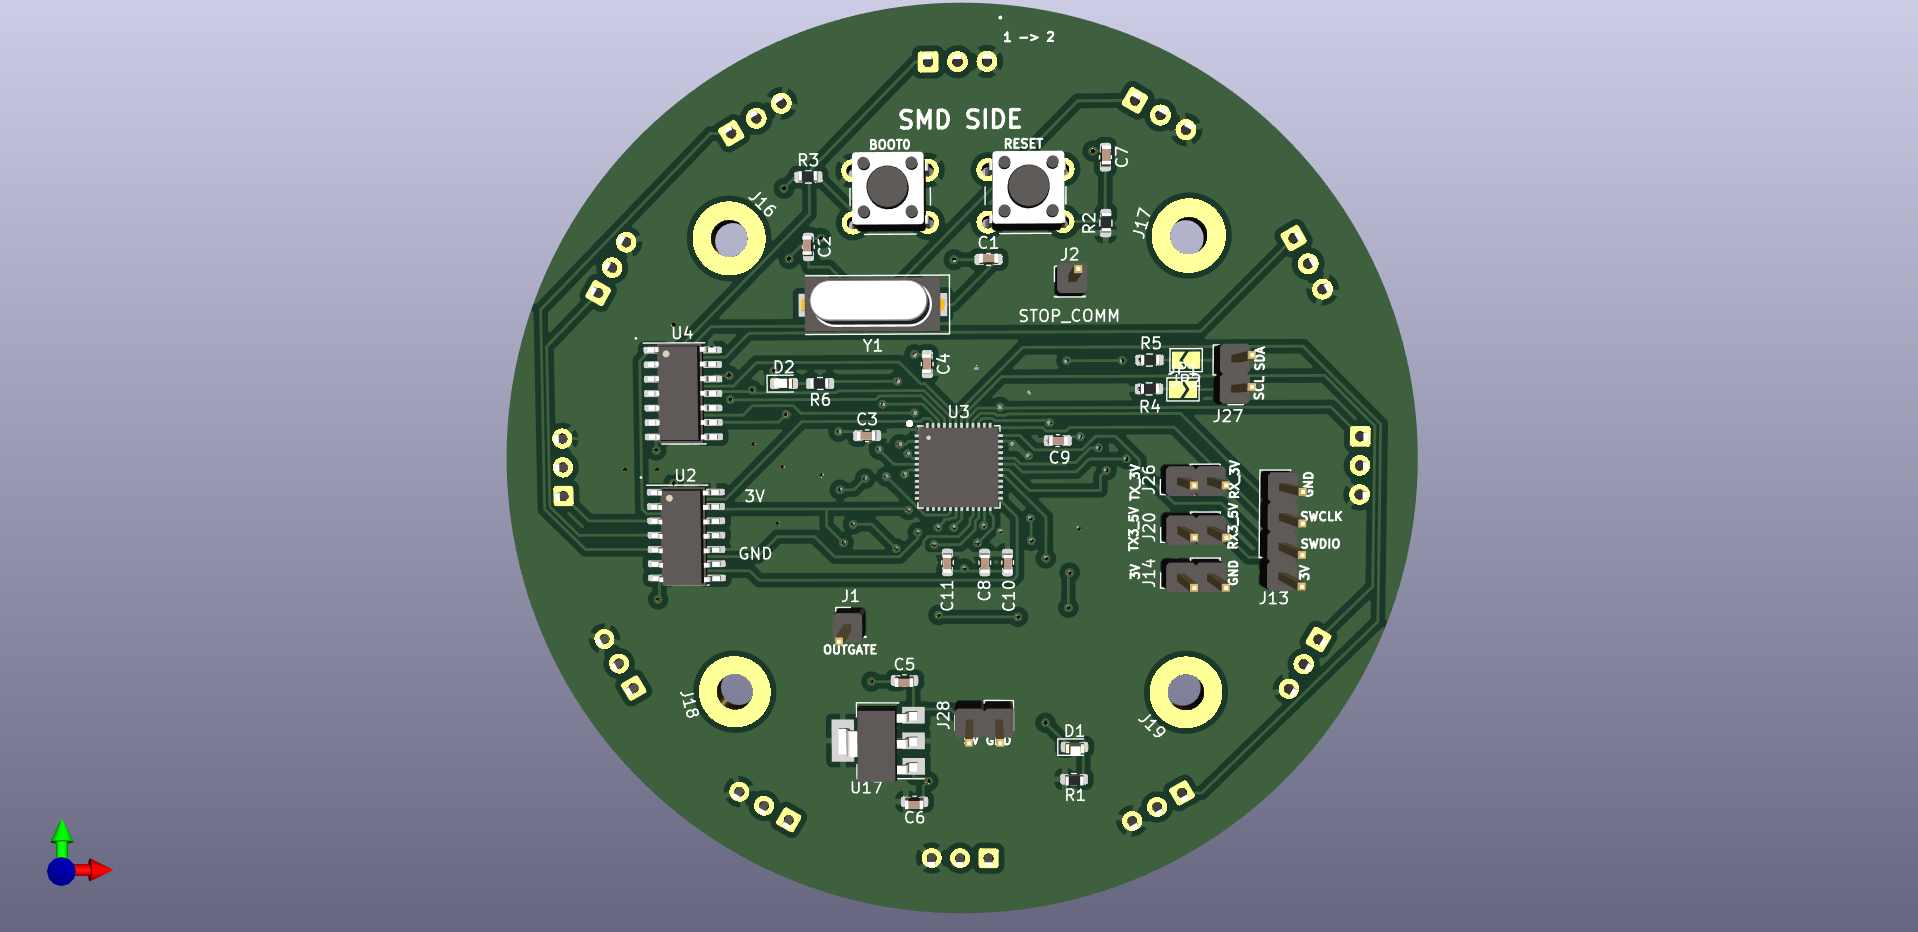 1 -> 2
SMD SIDE
BOOT0
RESET
R3
C7
J16
J17
R2
C2
C1
J2
STOP_COMM
U4
Y1
R5
SDA
C4
D2
R6
R4
SCL
J27
U3
C3
C9
U2
3V
TX_3V
J26
RX_3V
GND
SWCLK
TX3_5V
J20
RX3_5V
SWDIO
GND
3V
J14
GND
3V
J13
C11
C8
C10
J1
OUTGATE
C5
J18
J28
J19
D1
U17
R1
C6